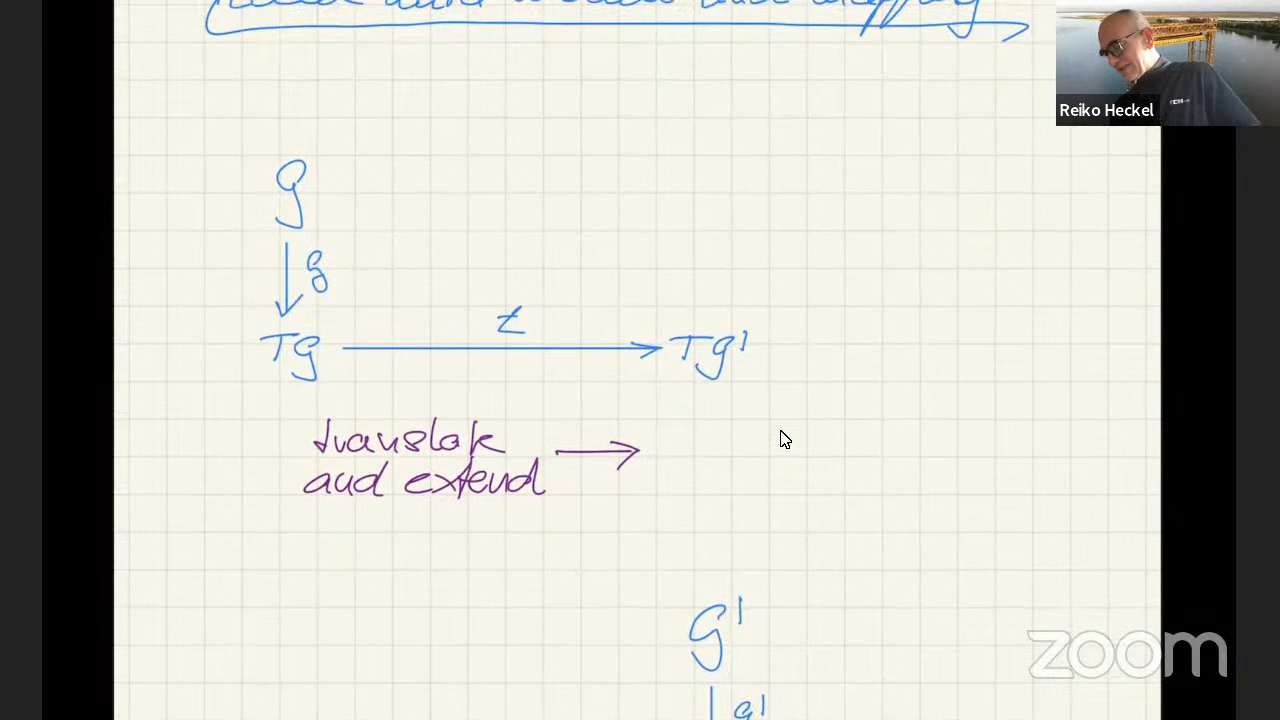 Reiko Heckel
G
g
t
TG → TG'
translate →
and extend
G'
g'
zoom